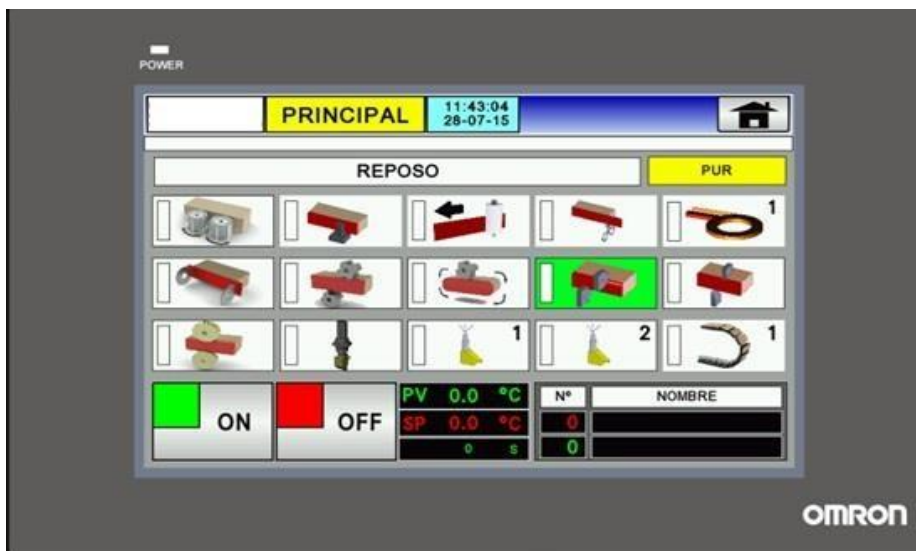 POWER
PRINCIPAL
11:43:04
28-07-15
REPOSO
PUR
1
1
2
1
ON
OFF
PV 0.0 °C
SP 0.0 °C
0 s
Nº
NOMBRE
0
0
OMRON